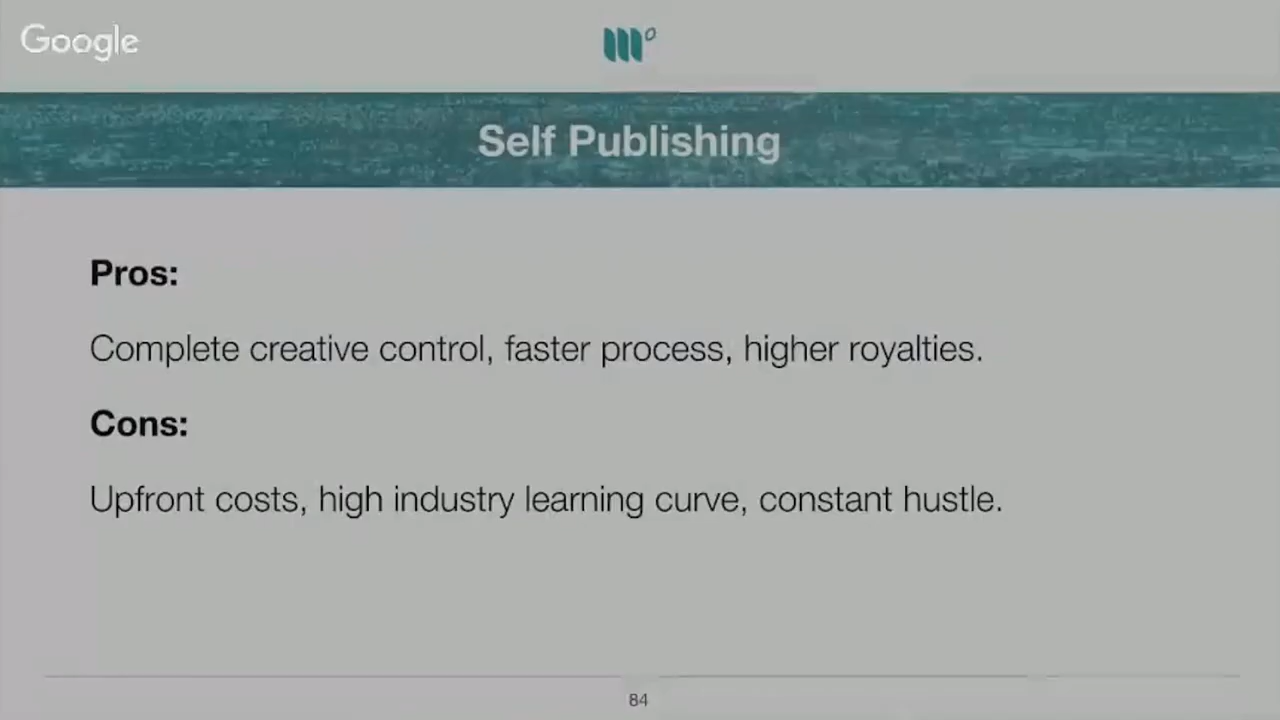 Google
Self Publishing
Pros:
Complete creative control, faster process, higher royalties.
Cons:
Upfront costs, high industry learning curve, constant hustle.
84